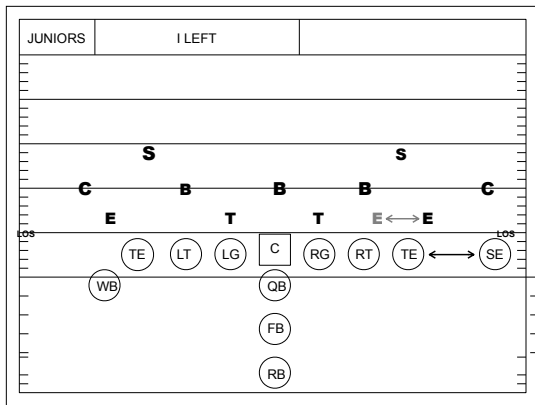 JUNIORS I LEFT
S S
C B B B C
E T T E E
LOS LOS
TE LT LG C RG RT TE SE
WB QB
FB
RB